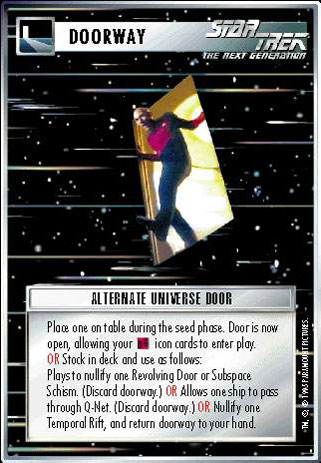 DOORWAY
STAR TREK
THE NEXT GENERATION
ALTERNATE UNIVERSE DOOR
Place one on table during the seed phase. Door is now
open, allowing your icon cards to enter play.
OR Stock in deck and use as follows:
Plays to nullify one Revolving Door or Subspace
Schism. (Discard doorway.) OR Allows one ship to pass
through Q-Net. (Discard doorway.) OR Nullify one
Temporal Rift, and return doorway to your hand.
PARAMOUNT PICTURES.